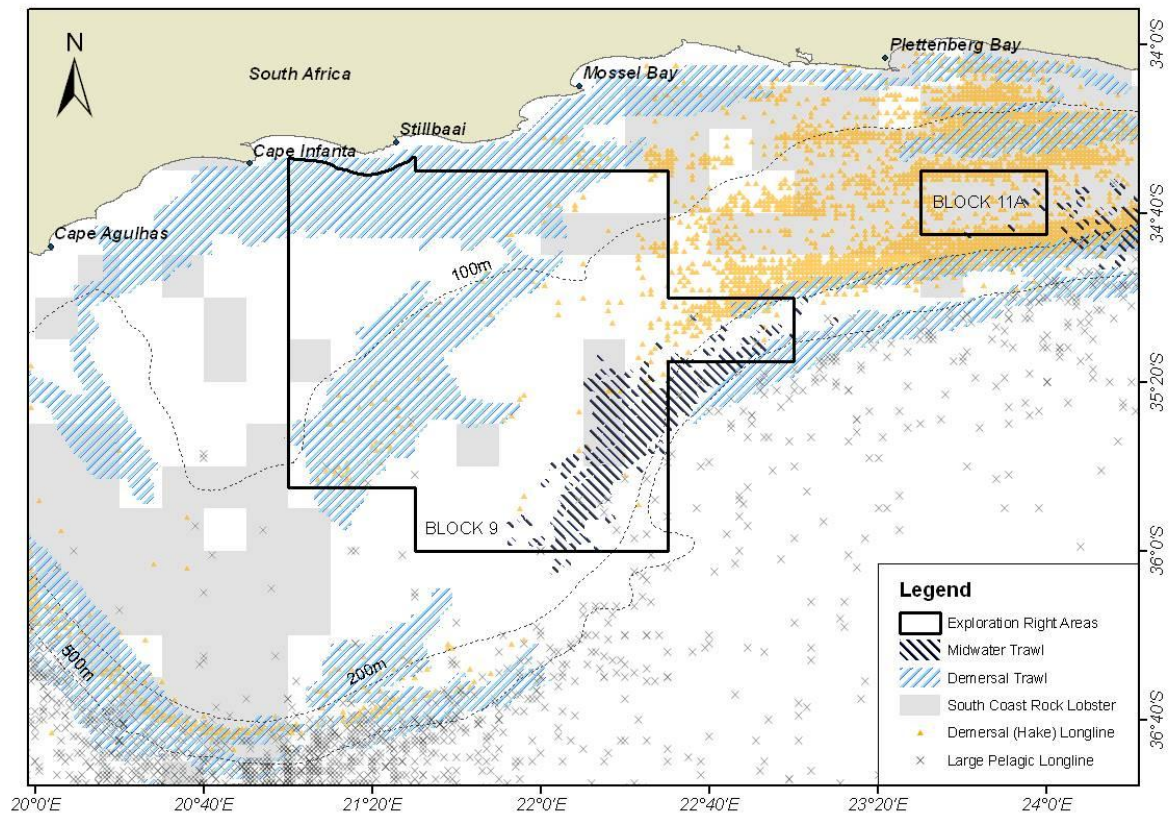 N
South Africa
Plettenberg Bay
Mossel Bay
Stillbaai
Cape Infanta
Cape Agulhas
BLOCK 11A
100m
BLOCK 9
200m
500m
34°0'S
34°40'S
35°20'S
36°0'S
36°40'S
Legend
Exploration Right Areas
Midwater Trawl
Demersal Trawl
South Coast Rock Lobster
Demersal (Hake) Longline
Large Pelagic Longline
20°0'E
20°40'E
21°20'E
22°0'E
22°40'E
23°20'E
24°0'E